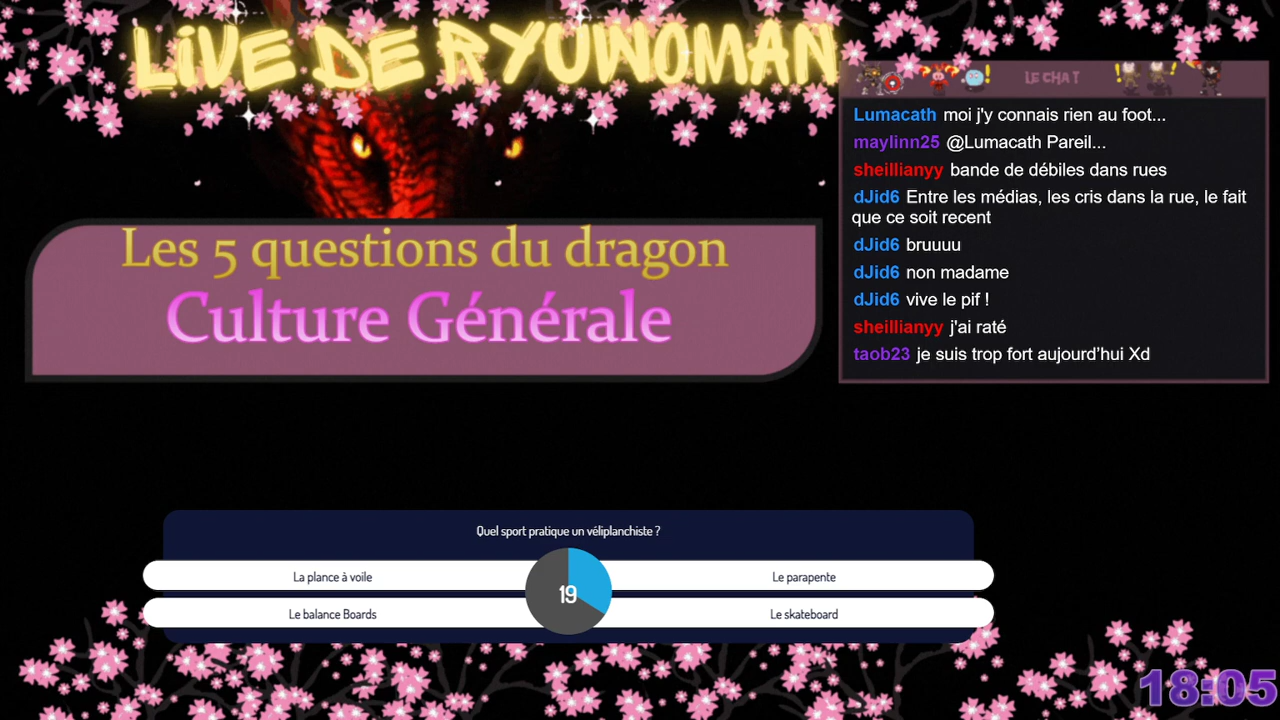 LIVE DE RYUWOMAN
LE CHAT
Lumacath moi j'y connais rien au foot...
maylinn25 @Lumacath Pareil...
sheillianyy bande de débiles dans rues
dJid6 Entre les médias, les cris dans la rue, le fait
que ce soit recent
dJid6 bruuuu
dJid6 non madame
dJid6 vive le pif !
sheillianyy j'ai raté
taob23 je suis trop fort aujourd'hui Xd
Les 5 questions du dragon
Culture Générale
Quel sport pratique un véliplanchiste ?
La plance à voile
Le parapente
19
Le balance Boards
Le skateboard
18:05